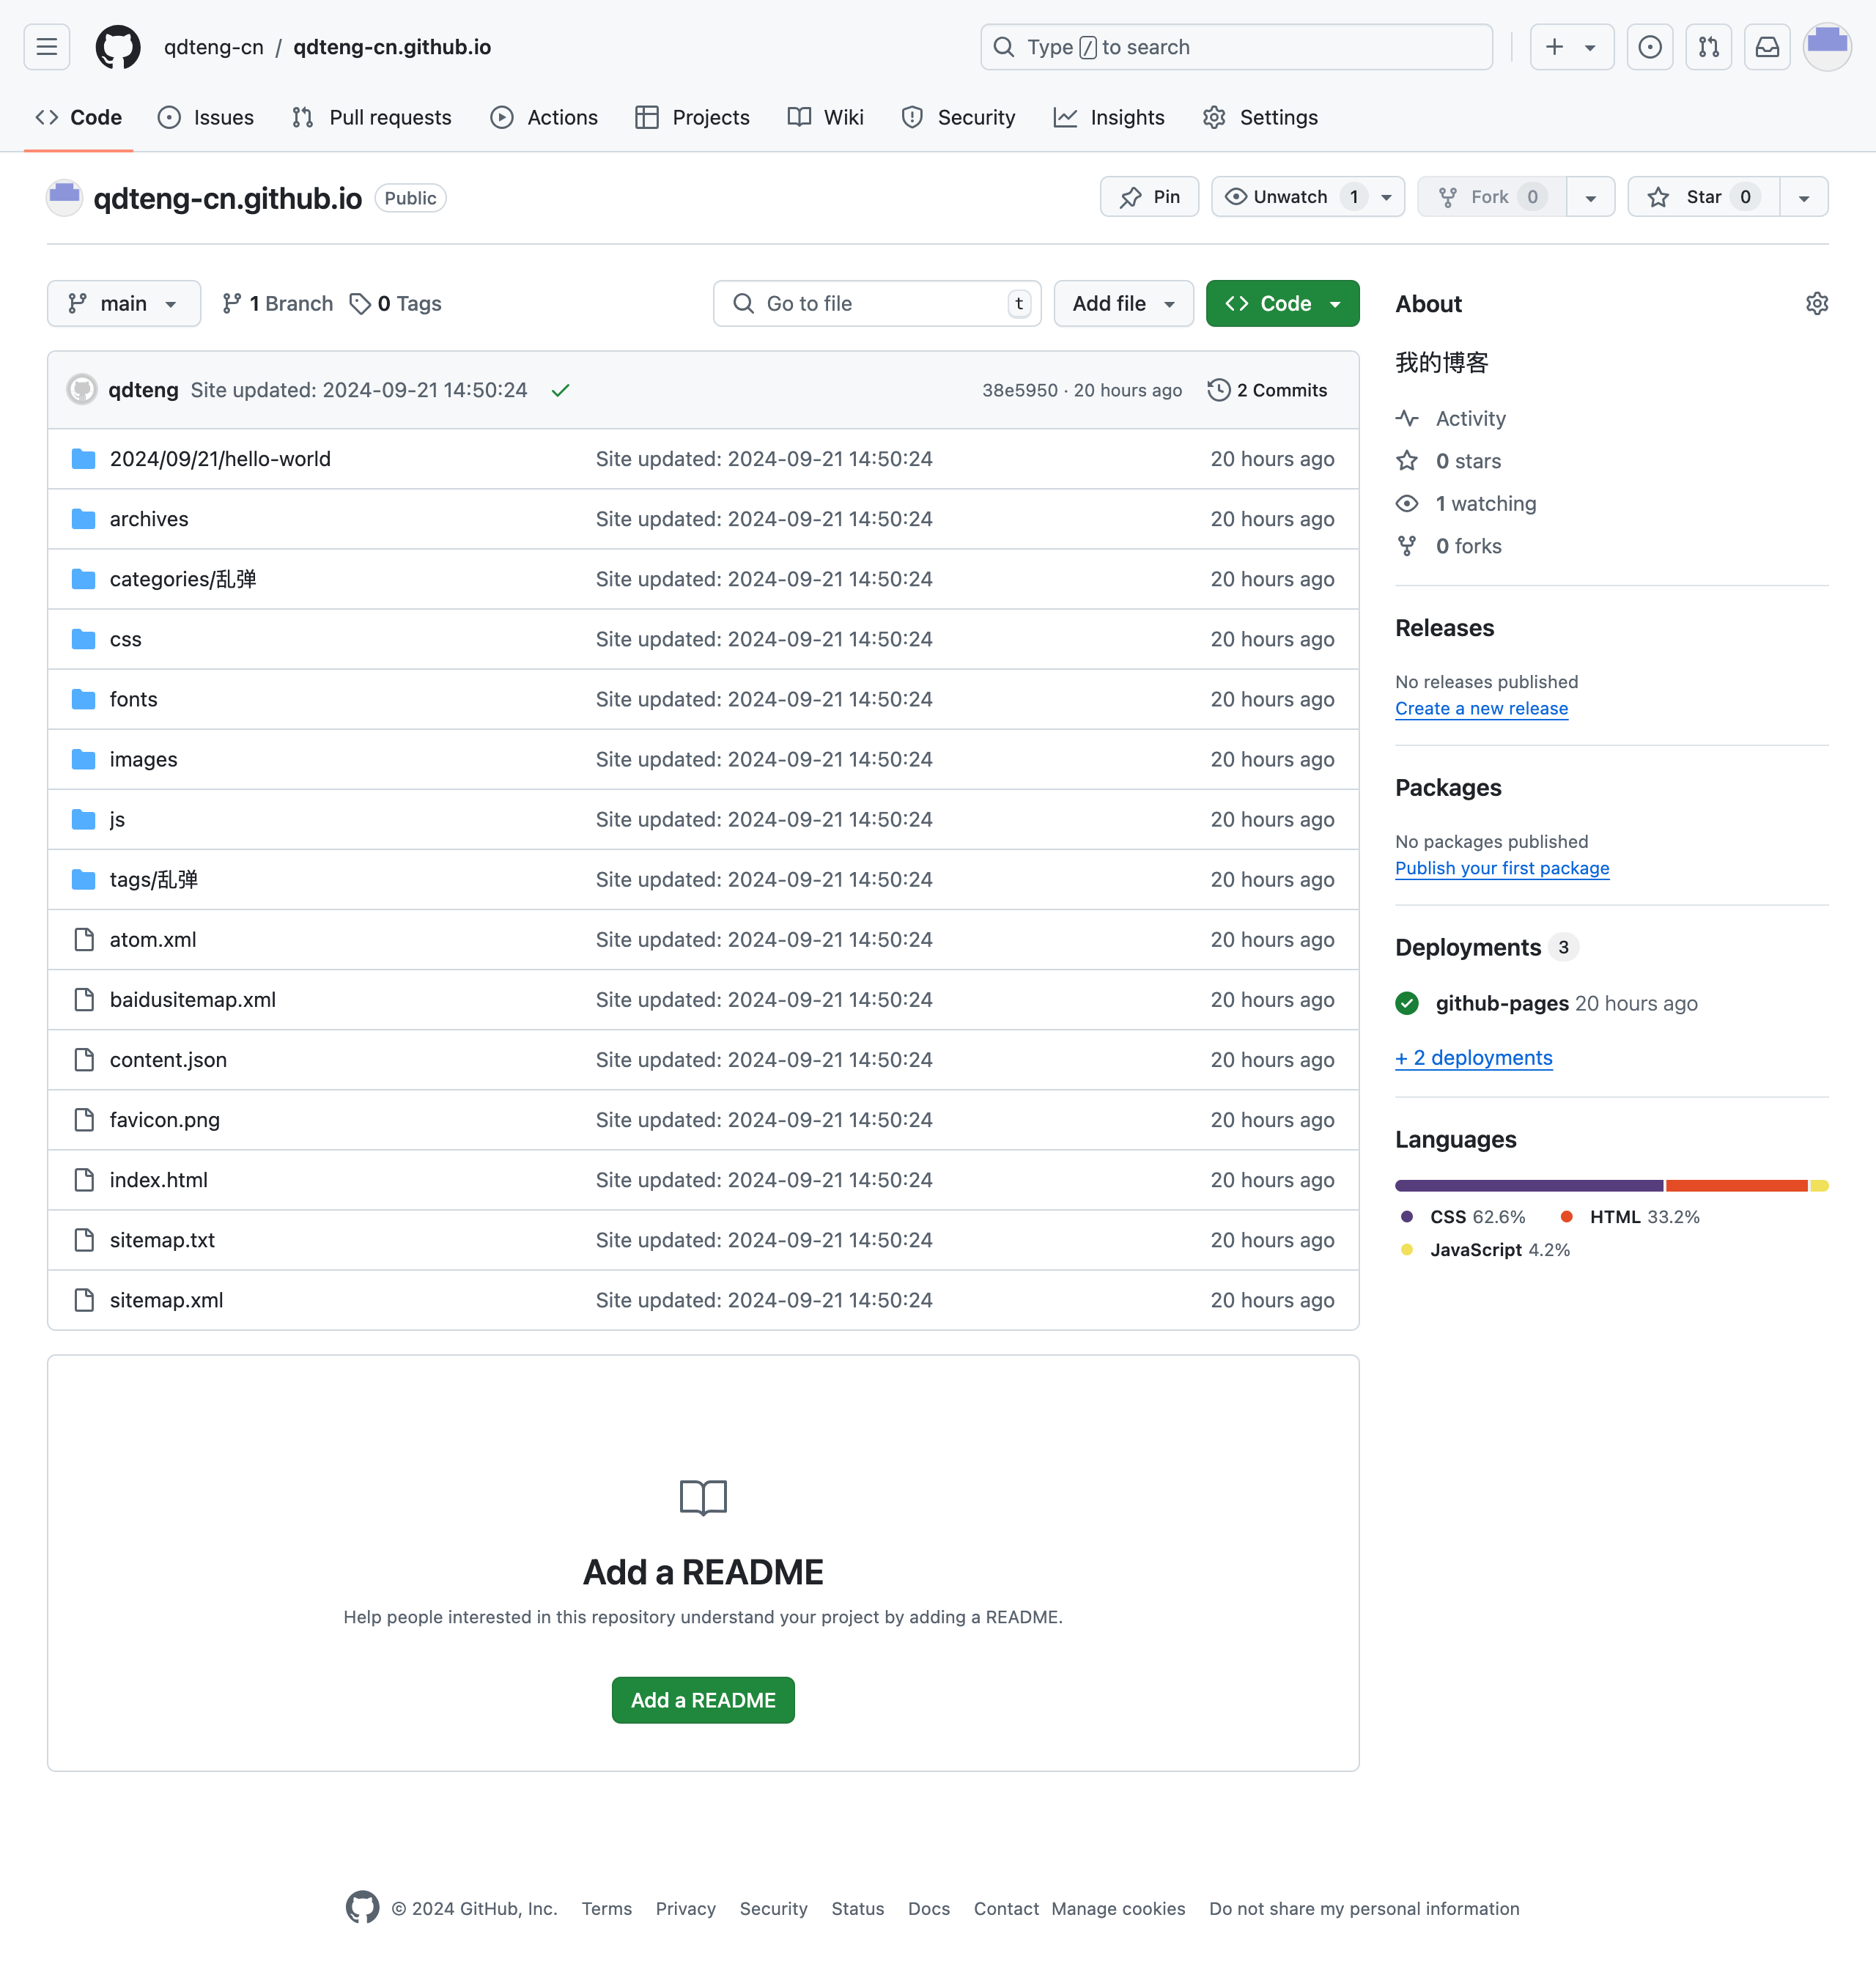 qdteng-cn / qdteng-cn.github.io
Type / to search
Code Issues Pull requests Actions Projects Wiki Security Insights Settings
qdteng-cn.github.io Public
Pin Unwatch 1 Fork 0 Star 0
main 1 Branch 0 Tags Go to file t Add file Code
qdteng Site updated: 2024-09-21 14:50:24 38e5950 · 20 hours ago 2 Commits
2024/09/21/hello-world Site updated: 2024-09-21 14:50:24 20 hours ago
archives Site updated: 2024-09-21 14:50:24 20 hours ago
categories/乱弹 Site updated: 2024-09-21 14:50:24 20 hours ago
css Site updated: 2024-09-21 14:50:24 20 hours ago
fonts Site updated: 2024-09-21 14:50:24 20 hours ago
images Site updated: 2024-09-21 14:50:24 20 hours ago
js Site updated: 2024-09-21 14:50:24 20 hours ago
tags/乱弹 Site updated: 2024-09-21 14:50:24 20 hours ago
atom.xml Site updated: 2024-09-21 14:50:24 20 hours ago
baidusitemap.xml Site updated: 2024-09-21 14:50:24 20 hours ago
content.json Site updated: 2024-09-21 14:50:24 20 hours ago
favicon.png Site updated: 2024-09-21 14:50:24 20 hours ago
index.html Site updated: 2024-09-21 14:50:24 20 hours ago
sitemap.txt Site updated: 2024-09-21 14:50:24 20 hours ago
sitemap.xml Site updated: 2024-09-21 14:50:24 20 hours ago
Add a README
Help people interested in this repository understand your project by adding a README.
Add a README
About
我的博客
Activity
0 stars
1 watching
0 forks
Releases
No releases published
Create a new release
Packages
No packages published
Publish your first package
Deployments 3
github-pages 20 hours ago
+ 2 deployments
Languages
CSS 62.6% HTML 33.2%
JavaScript 4.2%
© 2024 GitHub, Inc. Terms Privacy Security Status Docs Contact Manage cookies Do not share my personal information